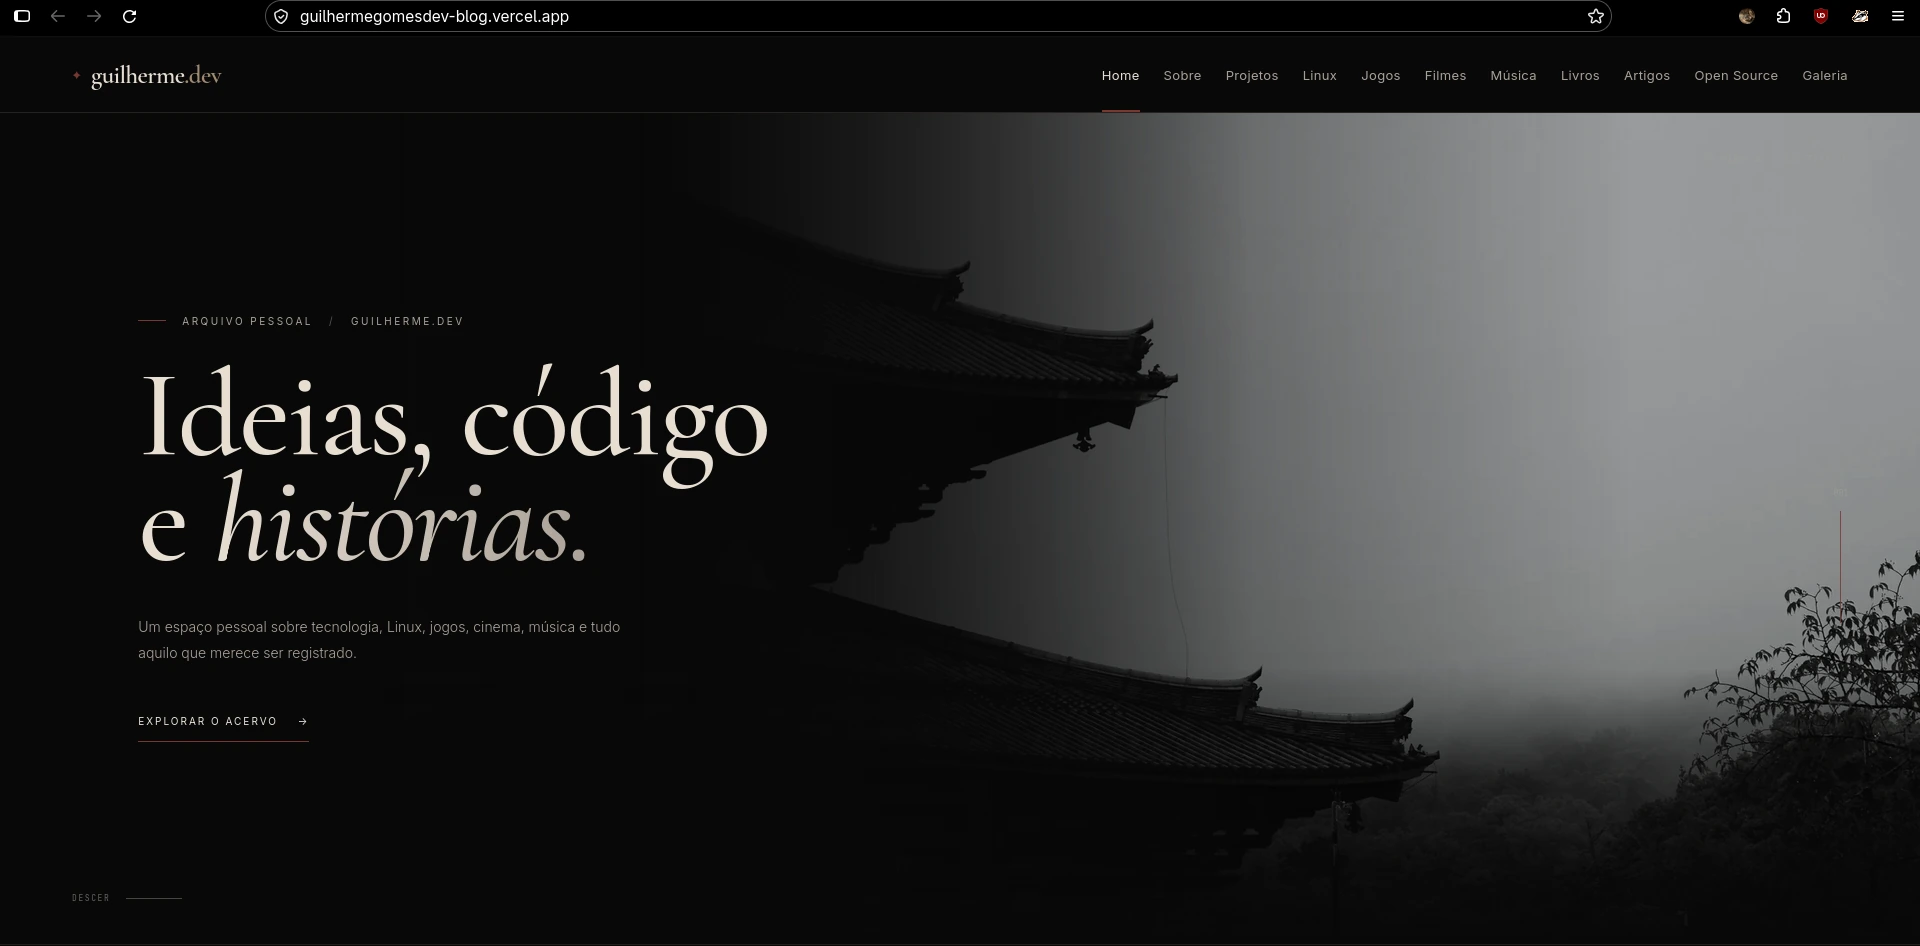 guilhermegomesdev-blog.vercel.app
guilherme.dev
Home Sobre Projetos Linux Jogos Filmes Música Livros Artigos Open Source Galeria
ARQUIVO PESSOAL / GUILHERME.DEV
Ideias, código
e histórias.
Um espaço pessoal sobre tecnologia, Linux, jogos, cinema, música e tudo
aquilo que merece ser registrado.
EXPLORAR O ACERVO →
DESCER